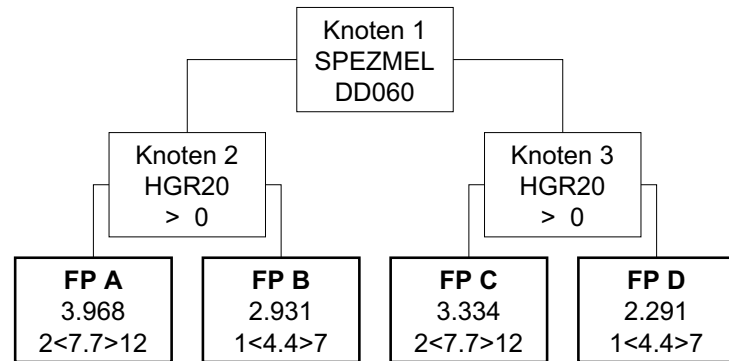 Knoten 1
SPEZMEL
DD060
Knoten 2
HGR20
> 0
Knoten 3
HGR20
> 0
FP A
3.968
2<7.7>12
FP B
2.931
1<4.4>7
FP C
3.334
2<7.7>12
FP D
2.291
1<4.4>7